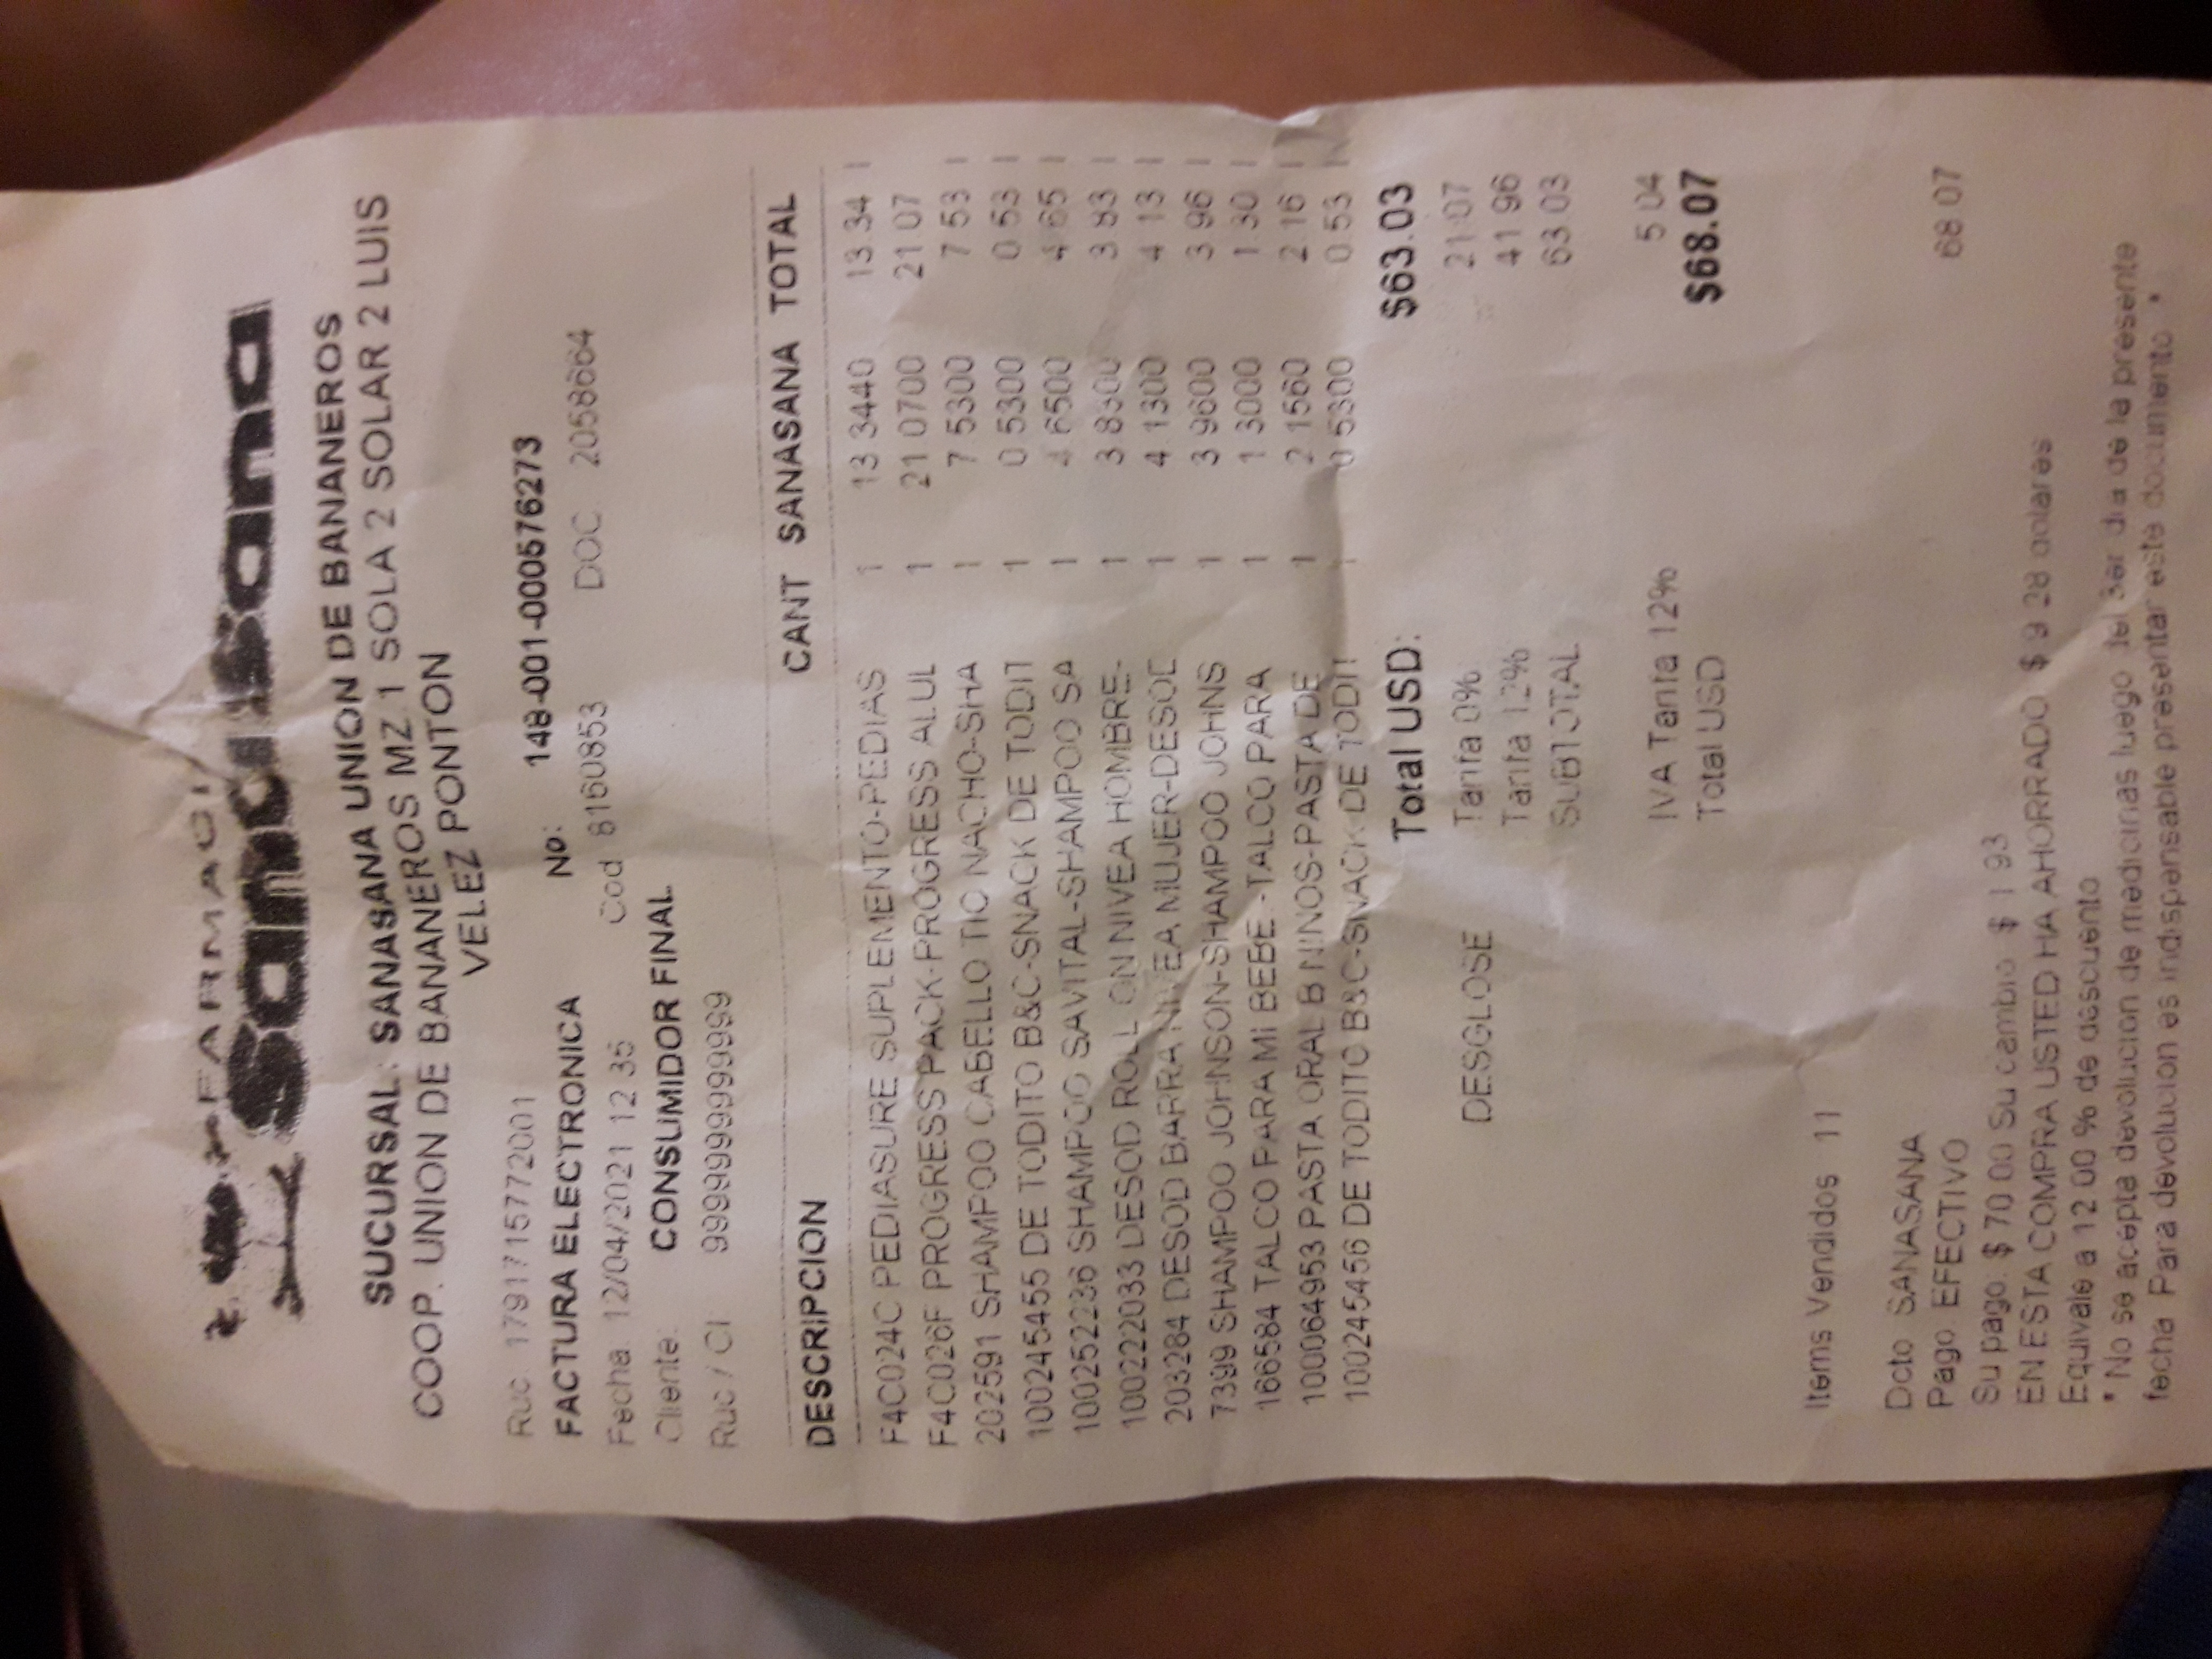 FARMACI
SanaSana
SUCURSAL: SANASANA UNION DE BANANEROS
COOP. UNION DE BANANEROS MZ 1 SOLA 2 SOLAR 2 LUIS
VELEZ PONTON
Ruc: 1791715772001
FACTURA ELECTRONICA No: 148-001-000576273
Fecha: 12/04/2021 12:35 Cod 8160853 DOC 2058664
Cliente: CONSUMIDOR FINAL
Ruc / CI 9999999999999
DESCRIPCION CANT SANASANA TOTAL
F4C024C PEDIASURE SUPLEMENTO-PEDIAS 1 13.3440 13.34 I
F4C026F PROGRESS PACK-PROGRESS ALUL 1 21.0700 21.07
202591 SHAMPOO CABELLO TIO NACHO-SHA 1 7.5300 7.53 I
100245455 DE TODITO B&C-SNACK DE TODIT 1 0.5300 0.53 I
100252236 SHAMPOO SAVITAL-SHAMPOO SA 1 4.6500 4.65 I
100222033 DESOD ROLL ON NIVEA HOMBRE- 1 3.8300 3.83 I
203284 DESOD BARRA NIVEA MUJER-DESOD 1 4.1300 4.13 I
7399 SHAMPOO JOHNSON-SHAMPOO JOHNS 1 3.9600 3.96 I
166584 TALCO PARA MI BEBE -TALCO PARA 1 1.3000 1.30 I
100064953 PASTA ORAL B NINOS-PASTA DE 1 2.1560 2.16 I
100245456 DE TODITO B&C-SNACK DE TODIT 1 0.5300 0.53 I
Total USD: $63.03
DESGLOSE Tarifa 0% 21.07
Tarifa 12% 41.96
SUBTOTAL 63.03
IVA Tarifa 12% 5.04
Total USD $68.07
Items Vendidos 11
Dcto SANASANA
Pago: EFECTIVO 68.07
Su pago: $ 70.00 Su cambio: $ 1.93
EN ESTA COMPRA USTED HA AHORRADO $ 9.28 dolares
Equivale a 12.00 % de descuento
* No se acepta devolucion de medicinas luego del 3er dia de la presente
fecha. Para devolucion es indispensable presentar este documento. *